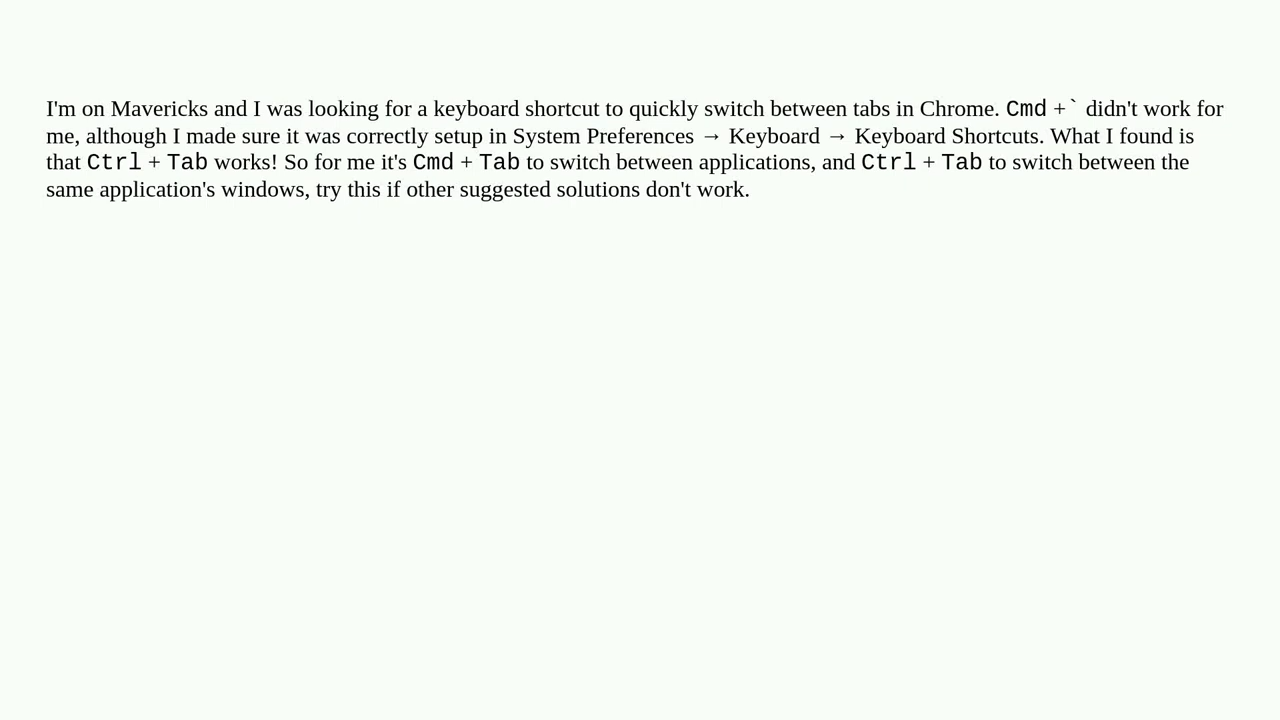 I'm on Mavericks and I was looking for a keyboard shortcut to quickly switch between tabs in Chrome. Cmd +` didn't work for
me, although I made sure it was correctly setup in System Preferences → Keyboard → Keyboard Shortcuts. What I found is
that Ctrl + Tab works! So for me it's Cmd + Tab to switch between applications, and Ctrl + Tab to switch between the
same application's windows, try this if other suggested solutions don't work.